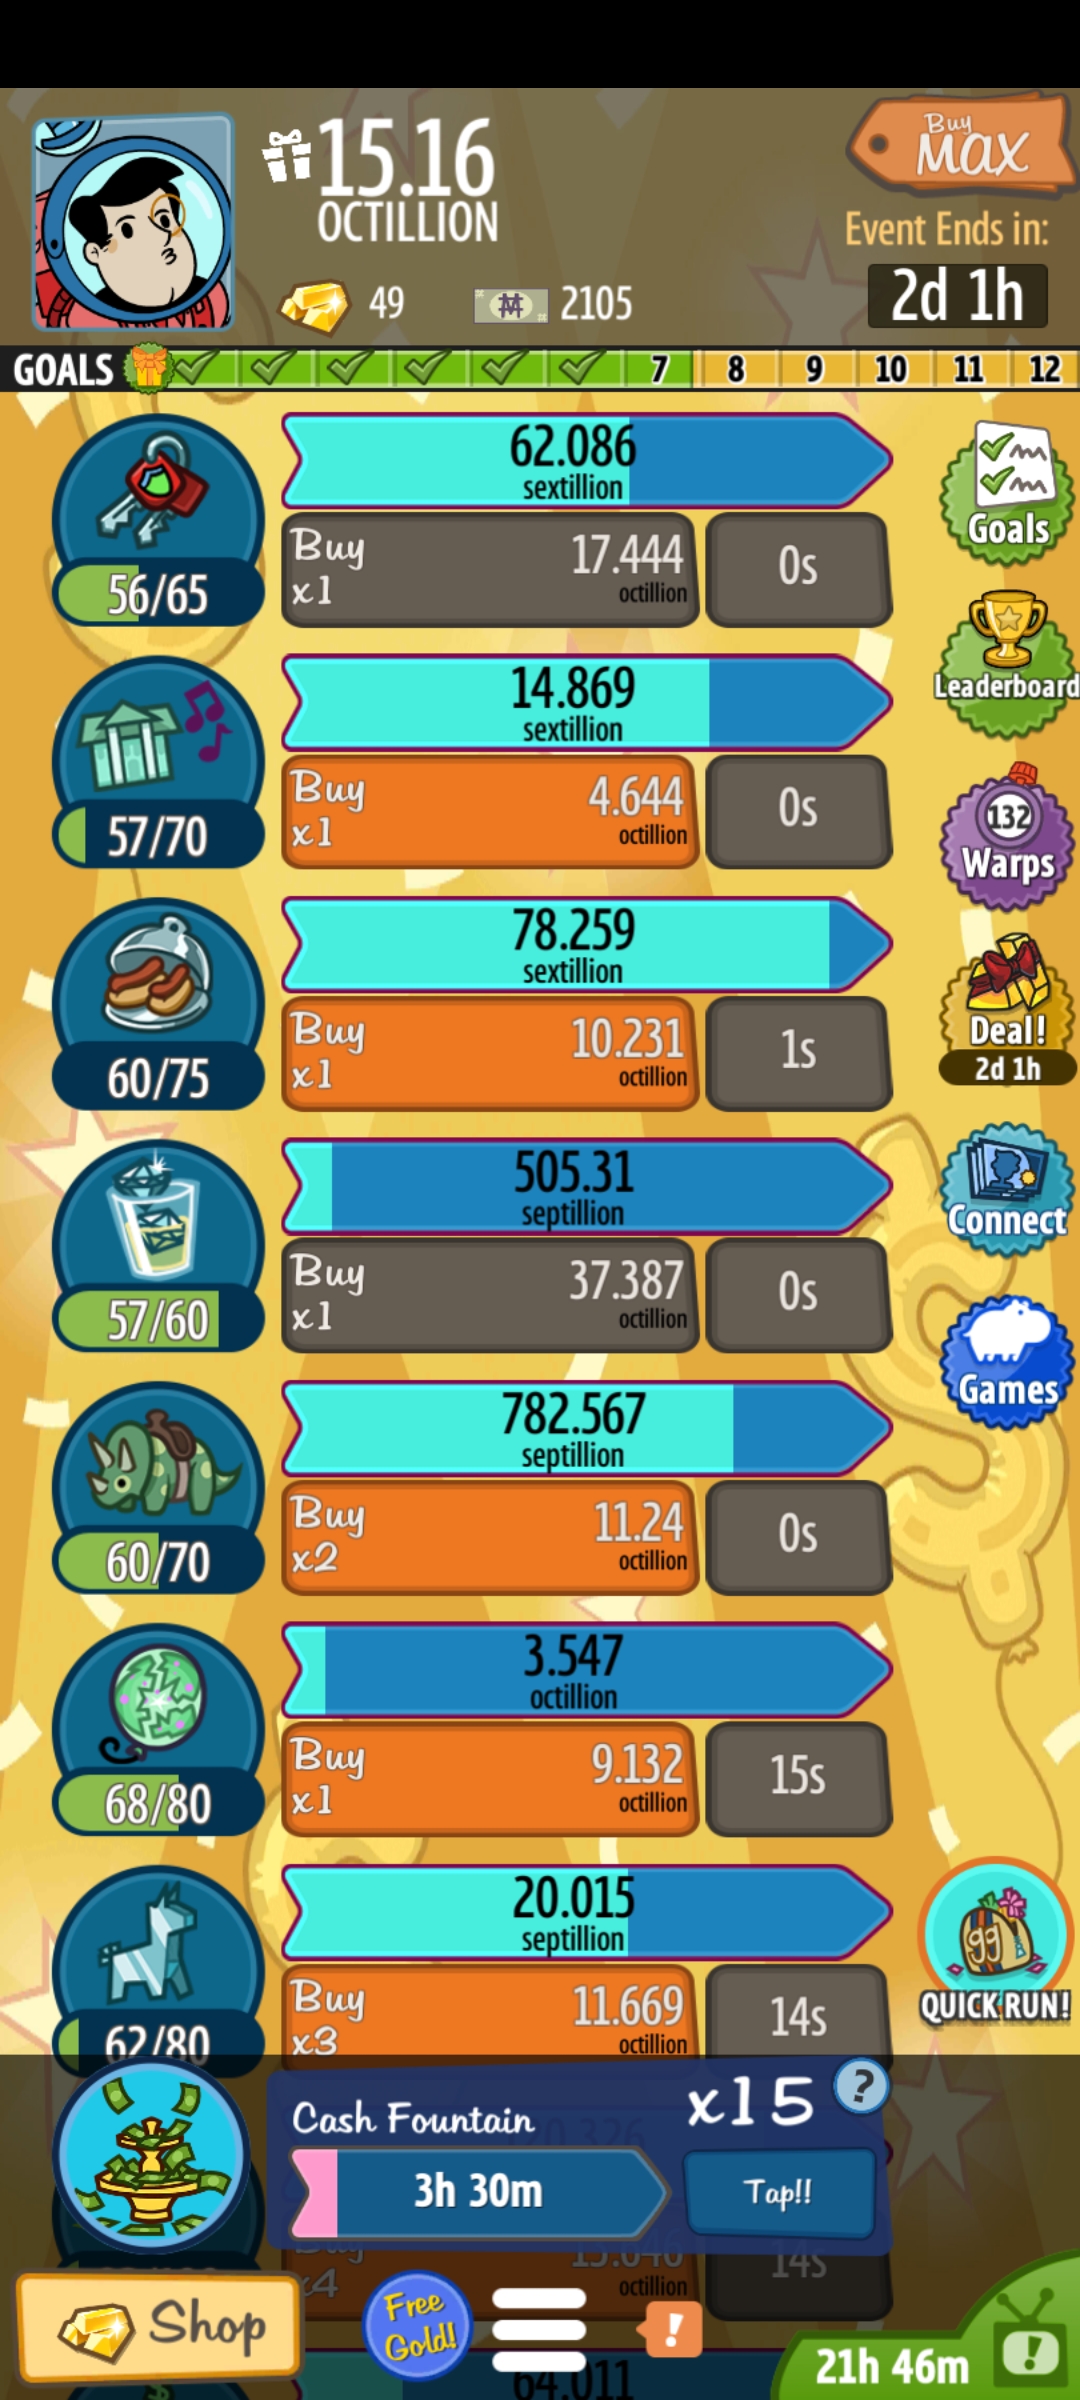 15.16
OCTILLION
Buy
MAX
Event Ends in:
2d 1h
49
2105
GOALS 7 8 9 10 11 12
62.086
sextillion
56/65
Buy
x1
17.444
octillion
0s
Goals
14.869
sextillion
57/70
Buy
x1
4.644
octillion
0s
Leaderboard
78.259
sextillion
60/75
Buy
x1
10.231
octillion
1s
132
Warps
Deal!
2d 1h
505.31
septillion
57/60
Buy
x1
37.387
octillion
0s
Connect
782.567
septillion
60/70
Buy
x2
11.24
octillion
0s
Games
3.547
octillion
68/80
Buy
x1
9.132
octillion
15s
20.015
septillion
62/80
Buy
x3
11.669
octillion
14s
gg
QUICK RUN!
Cash Fountain
x15
?
3h 30m
Tap!!
Buy
x4
octillion
14s
Shop
Free
Gold!
!
64.011
21h 46m
!